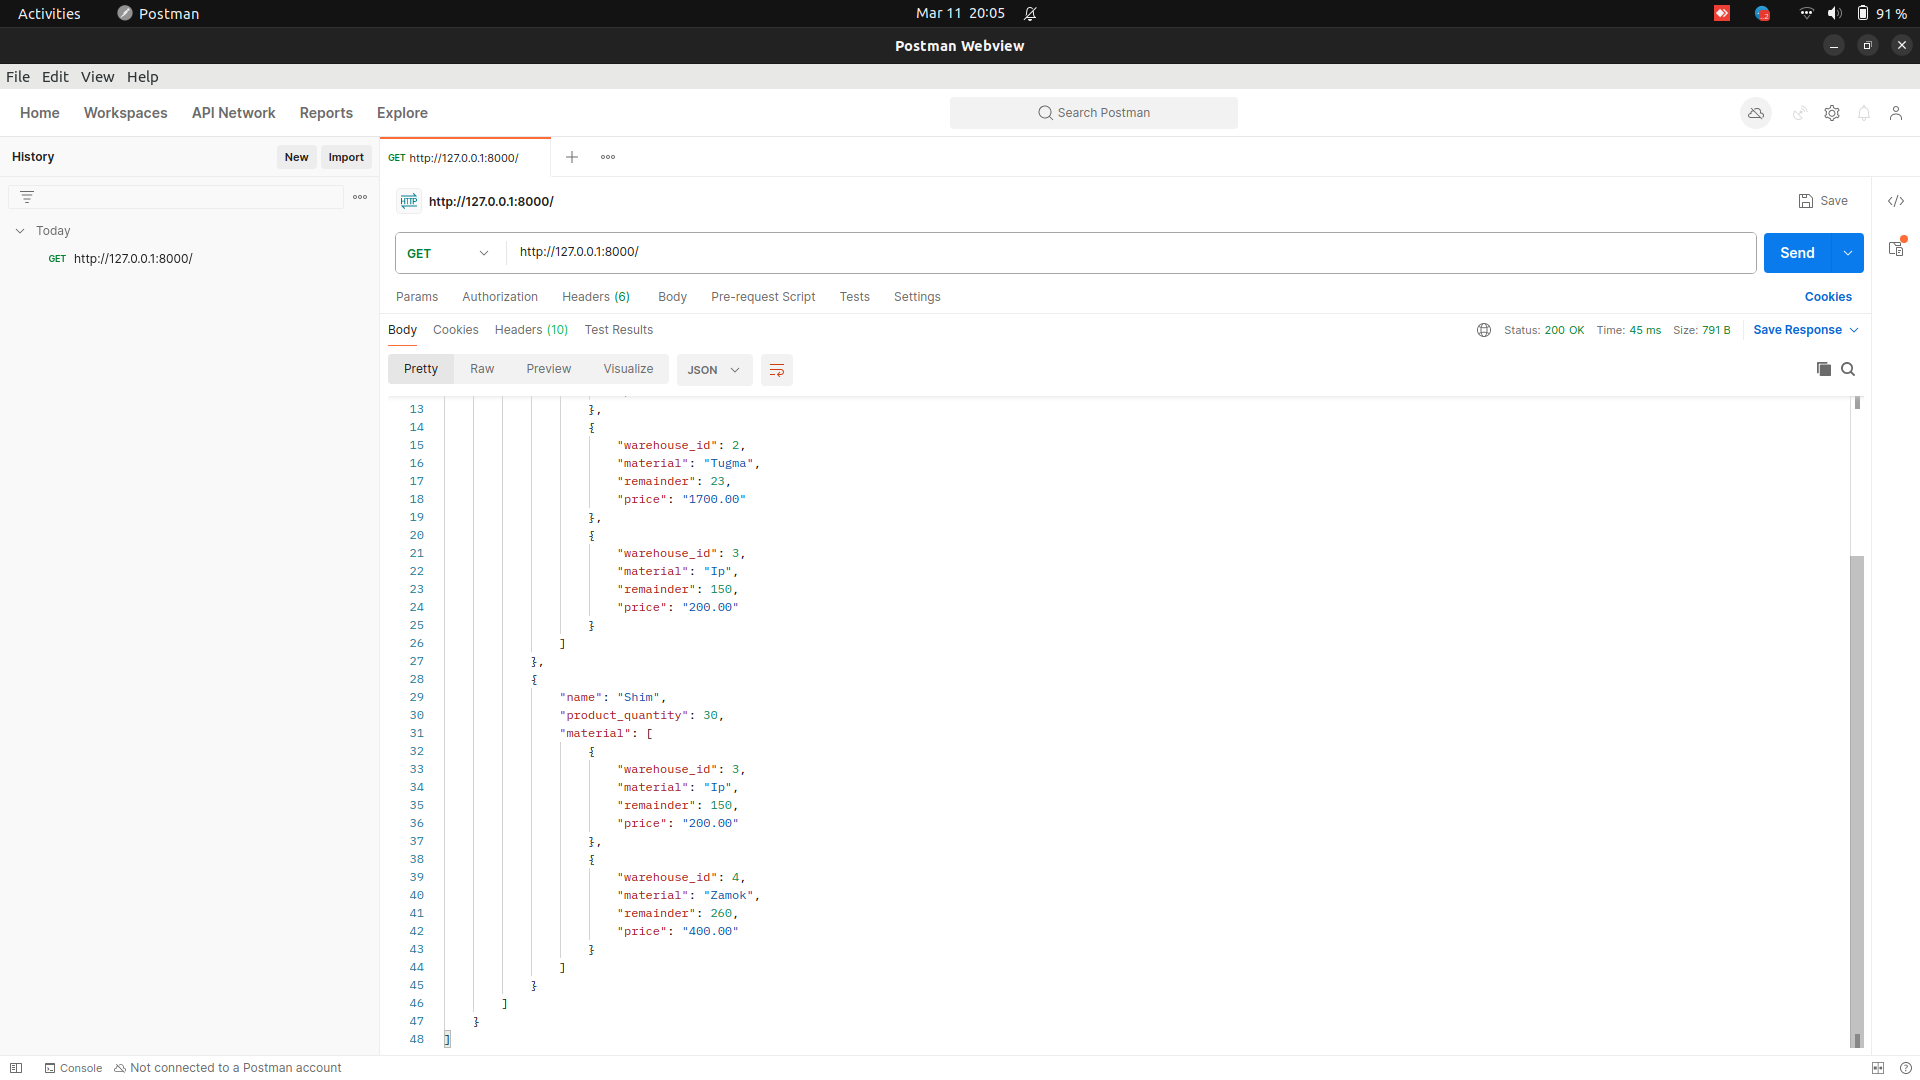 Activities Postman Mar 11 20:05 91 %
Postman Webview
File Edit View Help
Home Workspaces API Network Reports Explore Search Postman
History New Import GET http://127.0.0.1:8000/
HTTP http://127.0.0.1:8000/ Save
Today
GET http://127.0.0.1:8000/
GET http://127.0.0.1:8000/ Send
Params Authorization Headers (6) Body Pre-request Script Tests Settings Cookies
Body Cookies Headers (10) Test Results Status: 200 OK Time: 45 ms Size: 791 B Save Response
Pretty Raw Preview Visualize JSON
13 },
14 {
15 "warehouse_id": 2,
16 "material": "Tugma",
17 "remainder": 23,
18 "price": "1700.00"
19 },
20 {
21 "warehouse_id": 3,
22 "material": "Ip",
23 "remainder": 150,
24 "price": "200.00"
25 }
26 ]
27 },
28 {
29 "name": "Shim",
30 "product_quantity": 30,
31 "material": [
32 {
33 "warehouse_id": 3,
34 "material": "Ip",
35 "remainder": 150,
36 "price": "200.00"
37 },
38 {
39 "warehouse_id": 4,
40 "material": "Zamok",
41 "remainder": 260,
42 "price": "400.00"
43 }
44 ]
45 }
46 ]
47 }
48 ]
Console Not connected to a Postman account